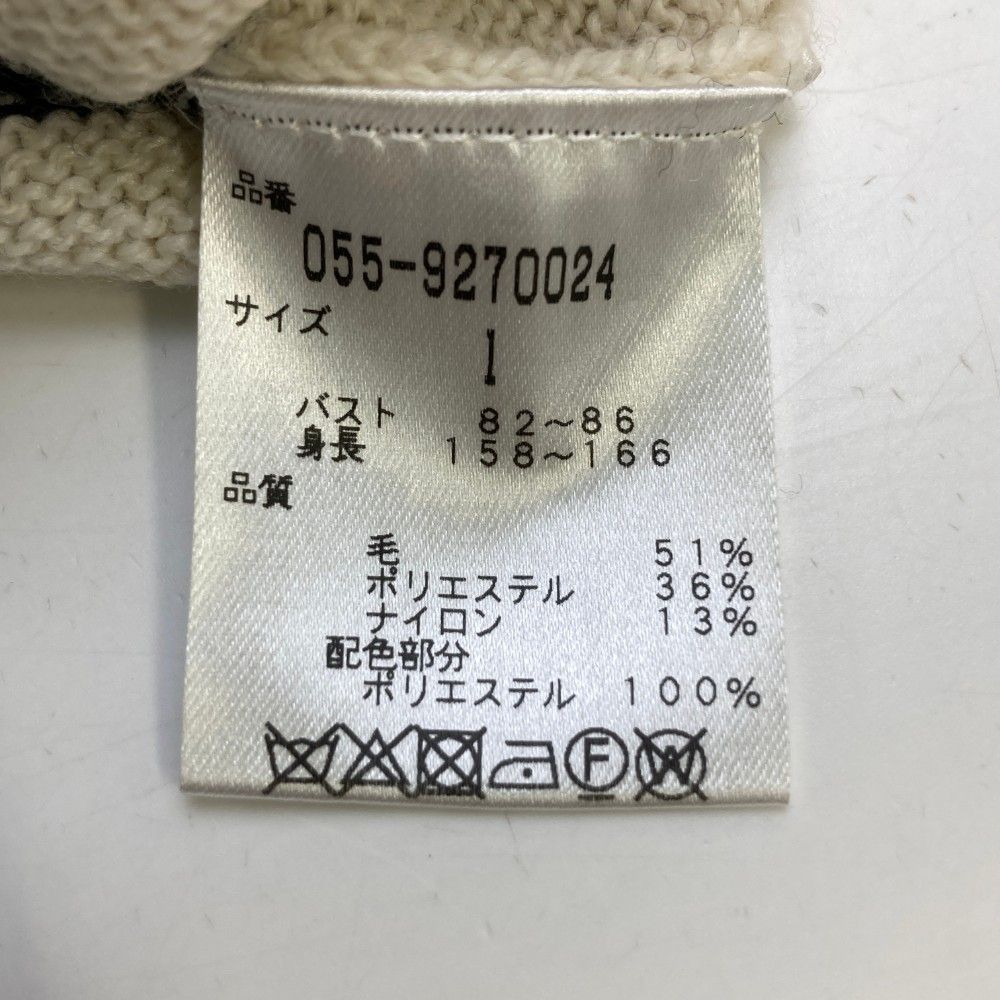 品番
055-9270024
サイズ
1
バスト 82～86
身長 158～166
品質
毛 51%
ポリエステル 36%
ナイロン 13%
配色部分
ポリエステル 100%
F W